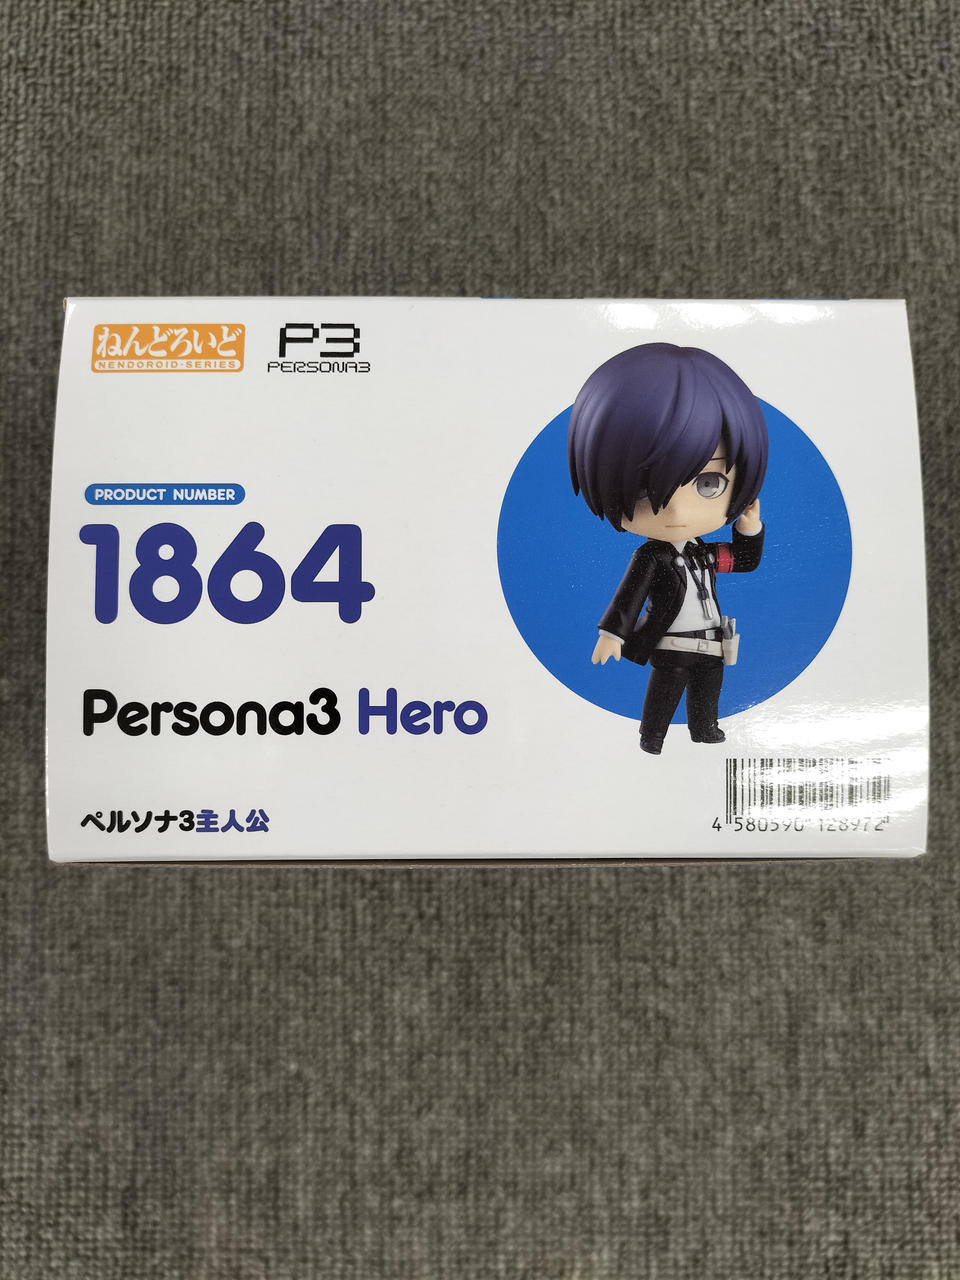 ねんどろいど
NENDOROID-SERIES
P3
PERSONA3
PRODUCT NUMBER
1864
Persona3 Hero
ペルソナ3主人公
4 580590 128972